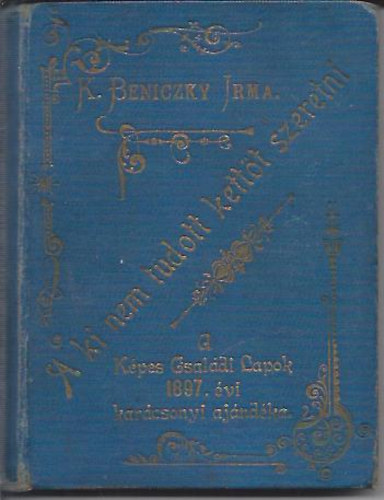 K. BENICZKY IRMA.
A ki nem tudott kettőt szeretni
A
Képes Családi Lapok
1897. évi
karácsonyi ajándéka.